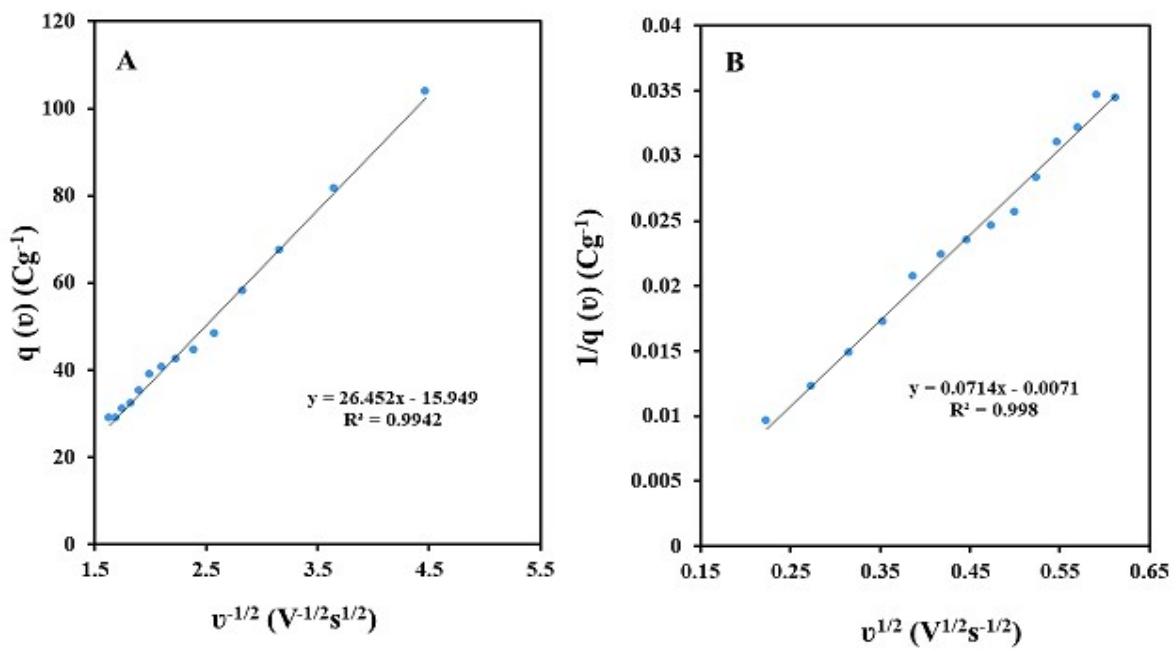 A
q (υ) (Cg⁻¹)
120
100
80
60
40
20
0
y = 26.452x - 15.949
R² = 0.9942
1.5 2.5 3.5 4.5 5.5
υ⁻¹/² (V⁻¹/²s¹/²)
B
1/q (υ) (Cg⁻¹)
0.04
0.035
0.03
0.025
0.02
0.015
0.01
0.005
0
y = 0.0714x - 0.0071
R² = 0.998
0.15 0.25 0.35 0.45 0.55 0.65
υ¹/² (V¹/²s⁻¹/²)